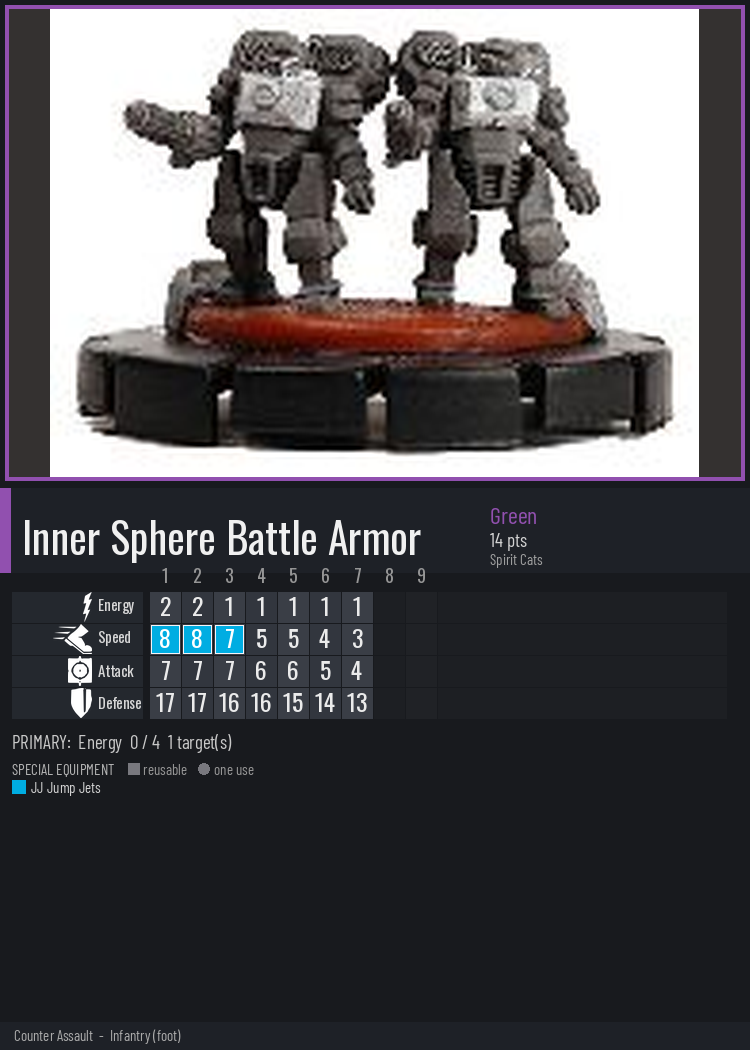 Inner Sphere Battle Armor
Green
14 pts
Spirit Cats
1 2 3 4 5 6 7 8 9
Energy 2 2 1 1 1 1 1
Speed 8 8 7 5 5 4 3
Attack 7 7 7 6 6 5 4
Defense 17 17 16 16 15 14 13
PRIMARY: Energy 0 / 4 1 target(s)
SPECIAL EQUIPMENT reusable one use
JJ Jump Jets
Counter Assault - Infantry (foot)